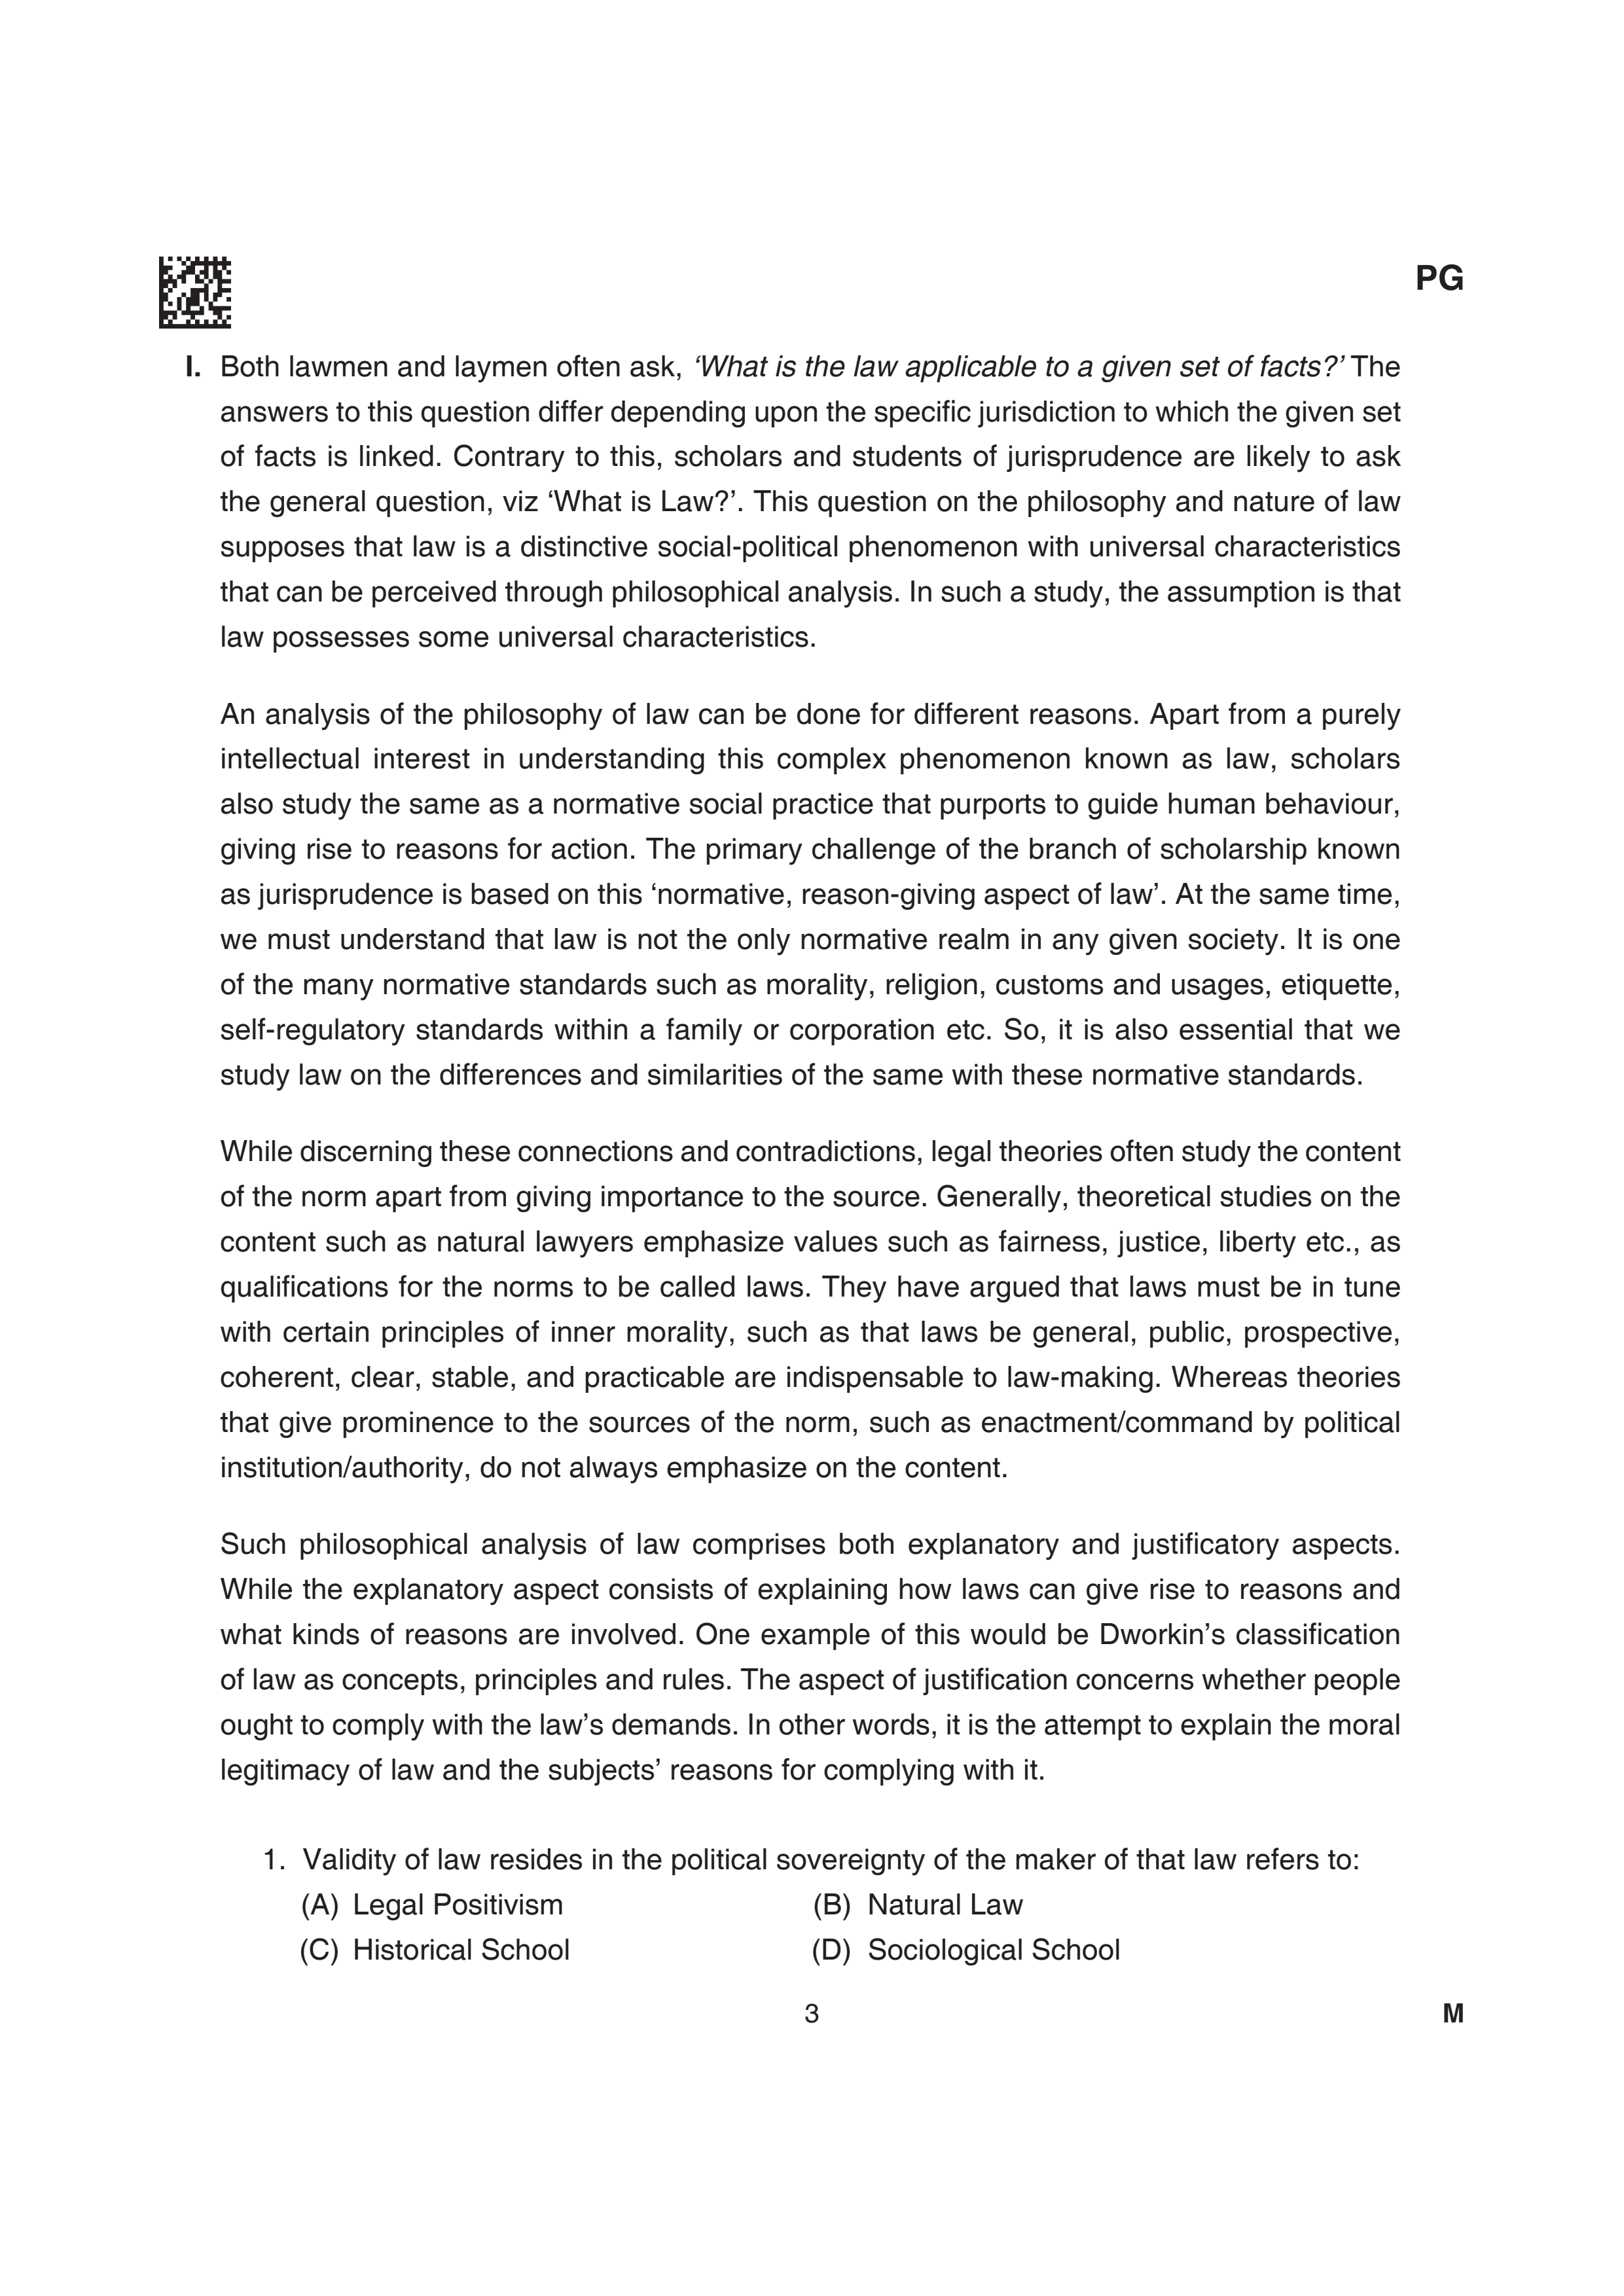 PG
I. Both lawmen and laymen often ask, ‘What is the law applicable to a given set of facts?’ The
answers to this question differ depending upon the specific jurisdiction to which the given set
of facts is linked. Contrary to this, scholars and students of jurisprudence are likely to ask
the general question, viz ‘What is Law?’. This question on the philosophy and nature of law
supposes that law is a distinctive social-political phenomenon with universal characteristics
that can be perceived through philosophical analysis. In such a study, the assumption is that
law possesses some universal characteristics.
An analysis of the philosophy of law can be done for different reasons. Apart from a purely
intellectual interest in understanding this complex phenomenon known as law, scholars
also study the same as a normative social practice that purports to guide human behaviour,
giving rise to reasons for action. The primary challenge of the branch of scholarship known
as jurisprudence is based on this ‘normative, reason-giving aspect of law’. At the same time,
we must understand that law is not the only normative realm in any given society. It is one
of the many normative standards such as morality, religion, customs and usages, etiquette,
self-regulatory standards within a family or corporation etc. So, it is also essential that we
study law on the differences and similarities of the same with these normative standards.
While discerning these connections and contradictions, legal theories often study the content
of the norm apart from giving importance to the source. Generally, theoretical studies on the
content such as natural lawyers emphasize values such as fairness, justice, liberty etc., as
qualifications for the norms to be called laws. They have argued that laws must be in tune
with certain principles of inner morality, such as that laws be general, public, prospective,
coherent, clear, stable, and practicable are indispensable to law-making. Whereas theories
that give prominence to the sources of the norm, such as enactment/command by political
institution/authority, do not always emphasize on the content.
Such philosophical analysis of law comprises both explanatory and justificatory aspects.
While the explanatory aspect consists of explaining how laws can give rise to reasons and
what kinds of reasons are involved. One example of this would be Dworkin’s classification
of law as concepts, principles and rules. The aspect of justification concerns whether people
ought to comply with the law’s demands. In other words, it is the attempt to explain the moral
legitimacy of law and the subjects’ reasons for complying with it.
1. Validity of law resides in the political sovereignty of the maker of that law refers to:
(A) Legal Positivism (B) Natural Law
(C) Historical School (D) Sociological School
3 M